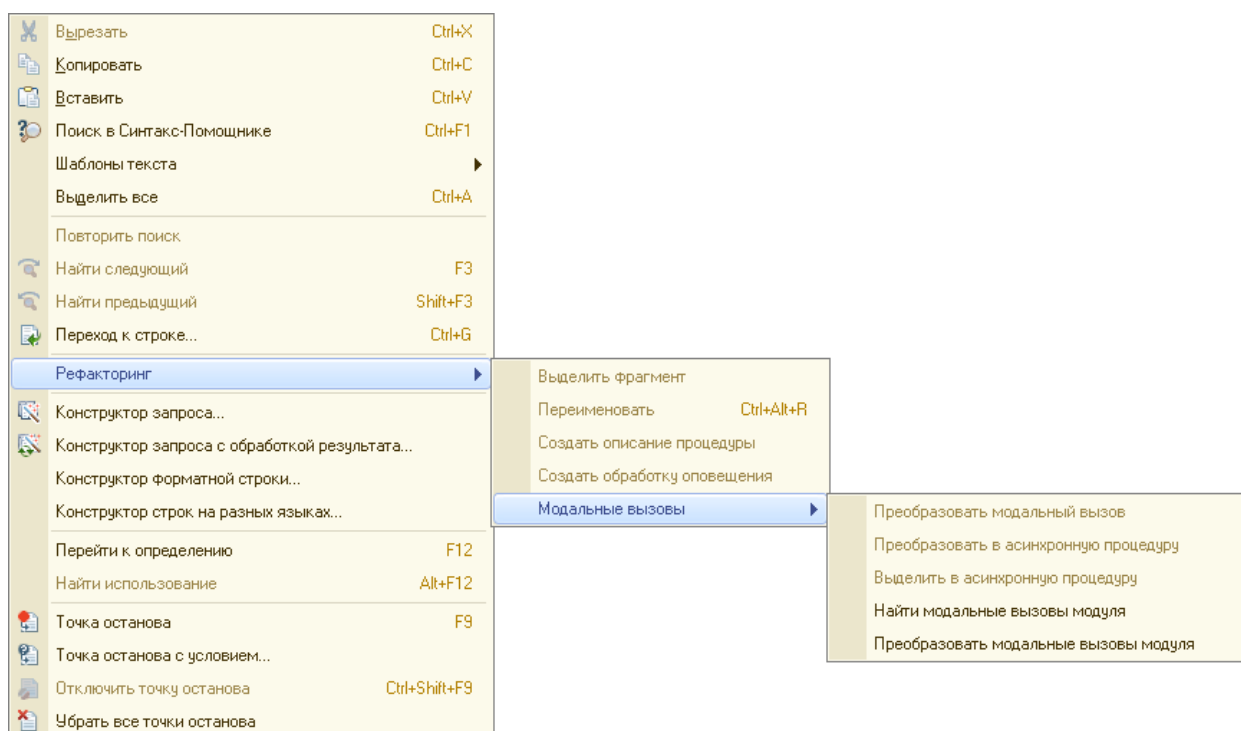 Вырезать Ctrl+X
Копировать Ctrl+C
Вставить Ctrl+V
Поиск в Синтакс-Помощнике Ctrl+F1
Шаблоны текста
Выделить все Ctrl+A
Повторить поиск
Найти следующий F3
Найти предыдущий Shift+F3
Переход к строке... Ctrl+G
Рефакторинг
Конструктор запроса...
Конструктор запроса с обработкой результата...
Конструктор форматной строки...
Конструктор строк на разных языках...
Перейти к определению F12
Найти использование Alt+F12
Точка останова F9
Точка останова с условием...
Отключить точку останова Ctrl+Shift+F9
Убрать все точки останова
Выделить фрагмент
Переименовать Ctrl+Alt+R
Создать описание процедуры
Создать обработку оповещения
Модальные вызовы
Преобразовать модальный вызов
Преобразовать в асинхронную процедуру
Выделить в асинхронную процедуру
Найти модальные вызовы модуля
Преобразовать модальные вызовы модуля